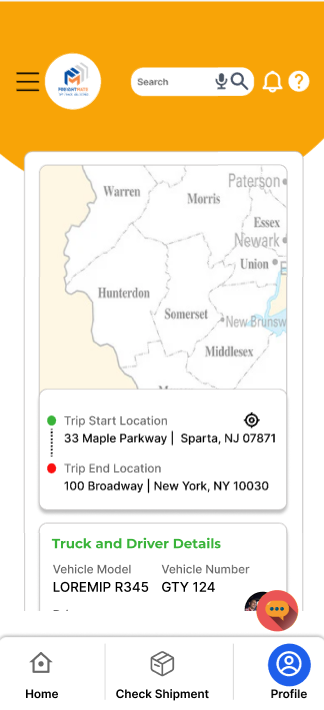 Search
FREIGHTMATE
Paterson
Warren
Morris
Essex
Newark
Union
E
Hunterdon
Somerset
New Brunsw
Middlesex
Trip Start Location
33 Maple Parkway | Sparta, NJ 07871
Trip End Location
100 Broadway | New York, NY 10030
Truck and Driver Details
Vehicle Model Vehicle Number
LOREMIP R345 GTY 124
Home Check Shipment Profile